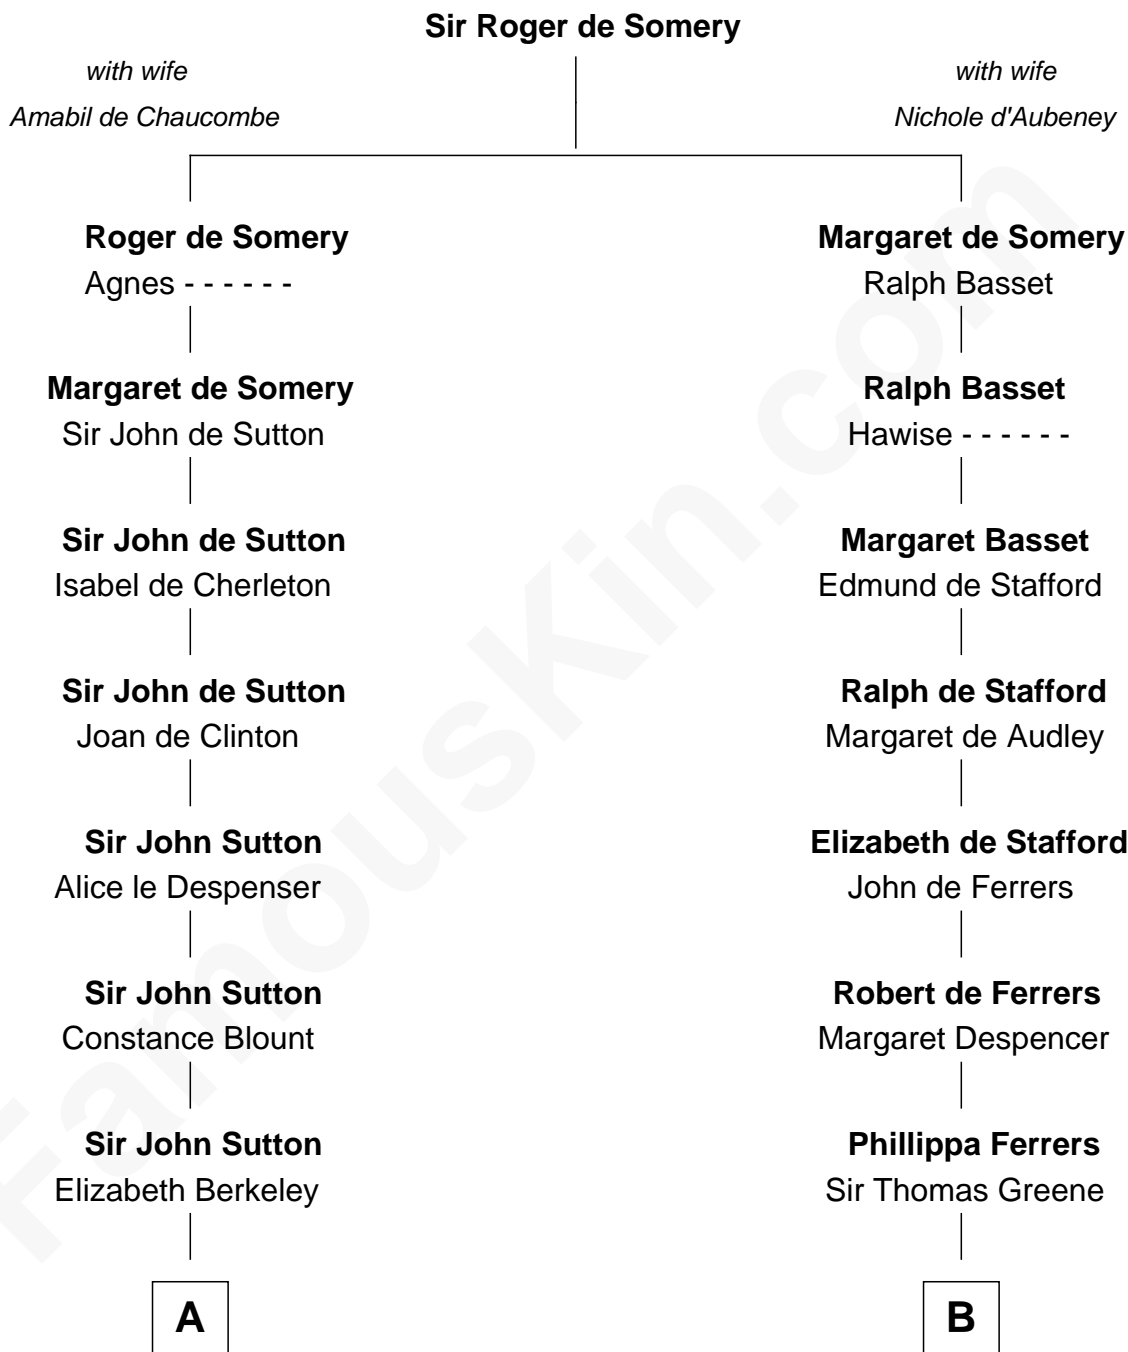 Sir Roger de Somery
with wife
Amabil de Chaucombe
with wife
Nichole d'Aubeney
Roger de Somery
Agnes - - - - - -
Margaret de Somery
Ralph Basset
Margaret de Somery
Sir John de Sutton
Ralph Basset
Hawise - - - - - -
Sir John de Sutton
Isabel de Cherleton
Margaret Basset
Edmund de Stafford
Sir John de Sutton
Joan de Clinton
Ralph de Stafford
Margaret de Audley
Sir John Sutton
Alice le Despenser
Elizabeth de Stafford
John de Ferrers
Sir John Sutton
Constance Blount
Robert de Ferrers
Margaret Despencer
Sir John Sutton
Elizabeth Berkeley
Phillippa Ferrers
Sir Thomas Greene
A
B
FamousKin.com